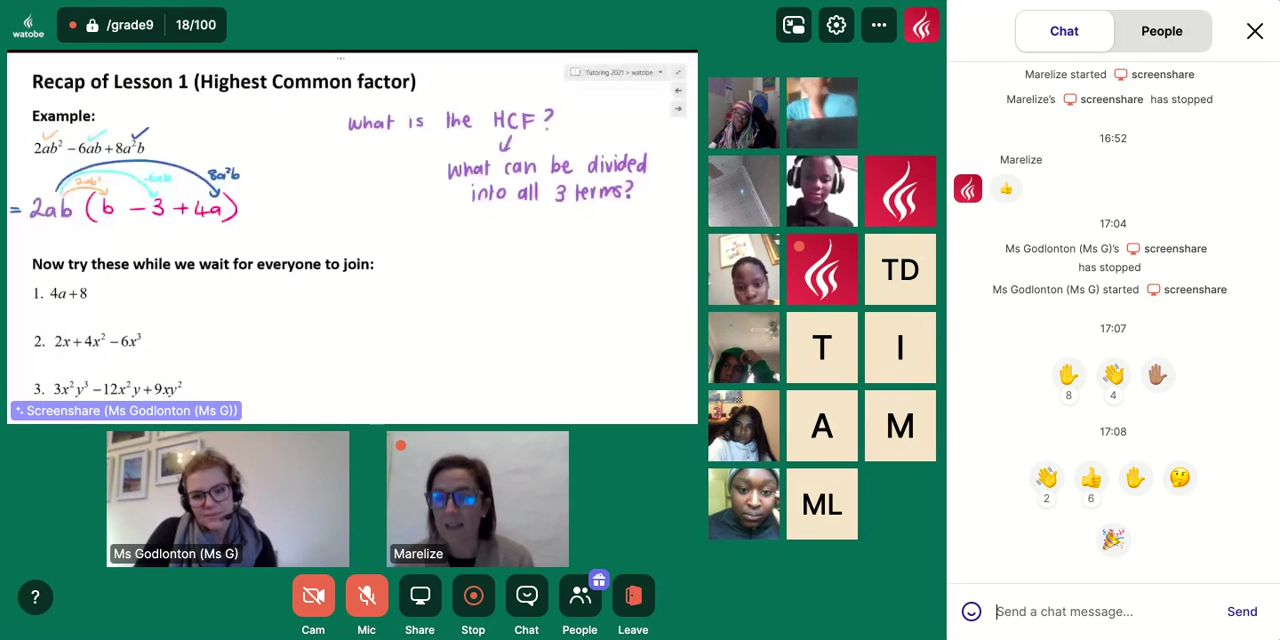 watobe
/grade9
18/100
Recap of Lesson 1 (Highest Common factor)
Tutoring 2021 > watobe
Example:
2ab² − 6ab + 8a²b
What is the HCF?
What can be divided
into all 3 terms?
2ab²
-6ab
8a²b
= 2ab (b − 3 + 4a)
Now try these while we wait for everyone to join:
1. 4a + 8
2. 2x + 4x² − 6x³
3. 3x²y³ − 12x²y + 9xy²
Screenshare (Ms Godlonton (Ms G))
Ms Godlonton (Ms G)
Marelize
TD
T
I
A
M
ML
?
Cam
Mic
Share
Stop
Chat
People
Leave
Chat
People
Marelize started screenshare
Marelize's screenshare has stopped
16:52
Marelize
17:04
Ms Godlonton (Ms G)'s screenshare
has stopped
Ms Godlonton (Ms G) started screenshare
17:07
8
4
17:08
2
6
Send a chat message...
Send